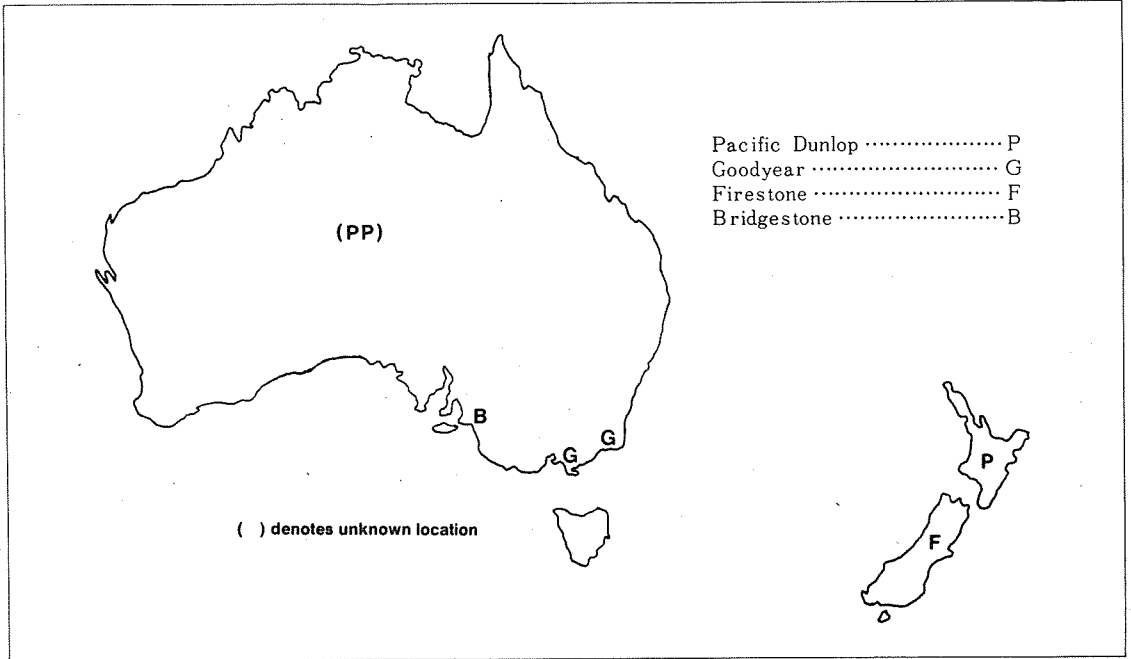 Pacific Dunlop ···················· P
Goodyear ··························· G
Firestone ··························· F
Bridgestone ························ B
(PP)
B
G
G
P
F
( ) denotes unknown location